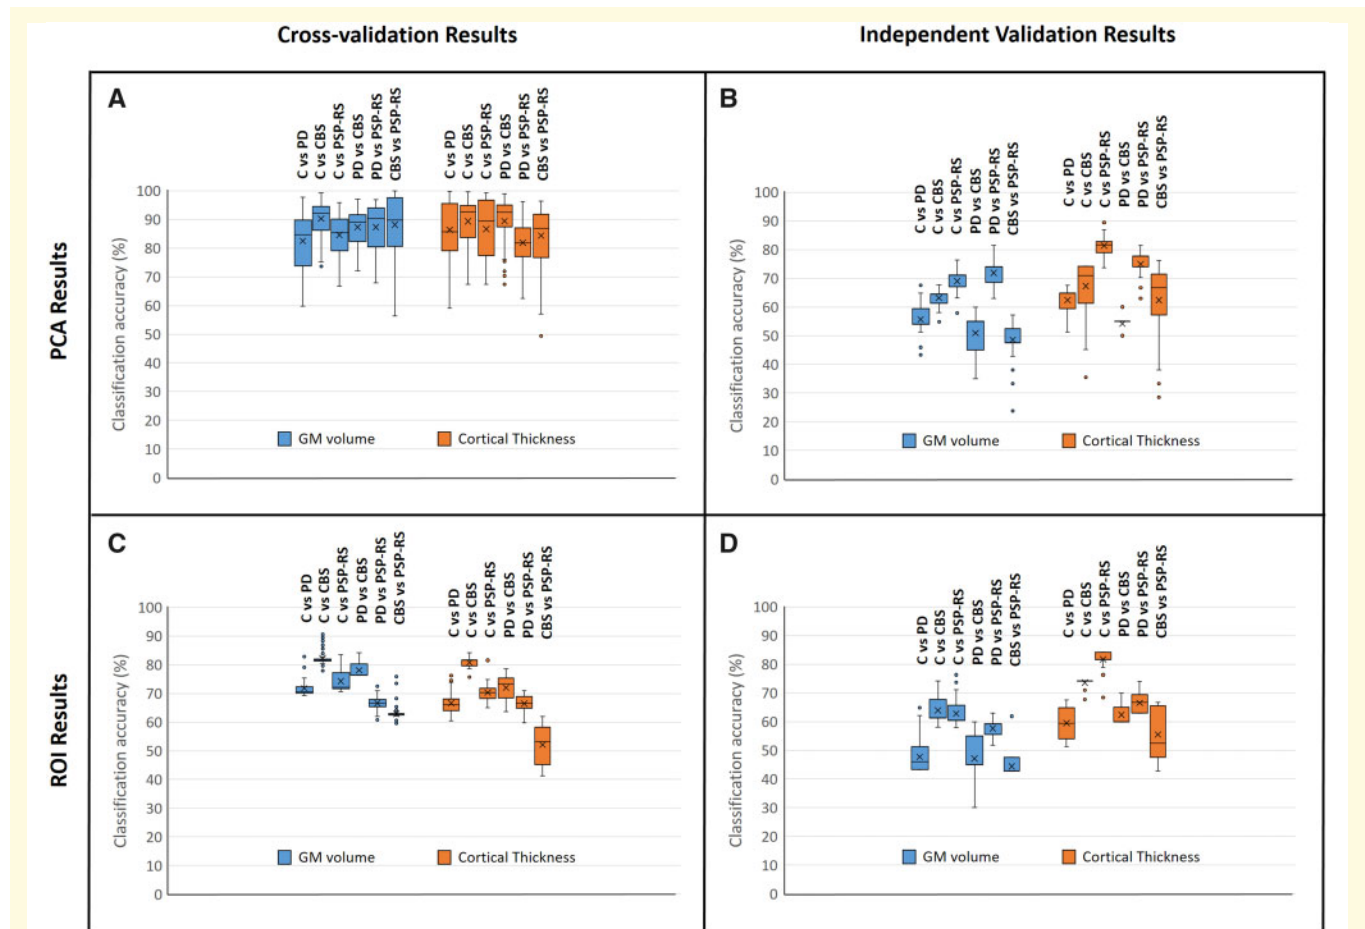 Cross-validation Results
Independent Validation Results
PCA Results
ROI Results
A
C vs PD
C vs CBS
C vs PSP-RS
PD vs CBS
PD vs PSP-RS
CBS vs PSP-RS
C vs PD
C vs CBS
C vs PSP-RS
PD vs CBS
PD vs PSP-RS
CBS vs PSP-RS
Classification accuracy (%)
100
90
80
70
60
50
40
30
20
10
0
GM volume
Cortical Thickness
B
C vs PD
C vs CBS
C vs PSP-RS
PD vs CBS
PD vs PSP-RS
CBS vs PSP-RS
C vs PD
C vs CBS
C vs PSP-RS
PD vs CBS
PD vs PSP-RS
CBS vs PSP-RS
Classification accuracy (%)
100
90
80
70
60
50
40
30
20
10
0
GM volume
Cortical Thickness
C
C vs PD
C vs CBS
C vs PSP-RS
PD vs CBS
PD vs PSP-RS
CBS vs PSP-RS
C vs PD
C vs CBS
C vs PSP-RS
PD vs CBS
PD vs PSP-RS
CBS vs PSP-RS
Classification accuracy (%)
100
90
80
70
60
50
40
30
20
10
0
GM volume
Cortical Thickness
D
C vs PD
C vs CBS
C vs PSP-RS
PD vs CBS
PD vs PSP-RS
CBS vs PSP-RS
C vs PD
C vs CBS
C vs PSP-RS
PD vs CBS
PD vs PSP-RS
CBS vs PSP-RS
Classification accuracy (%)
100
90
80
70
60
50
40
30
20
10
0
GM volume
Cortical Thickness